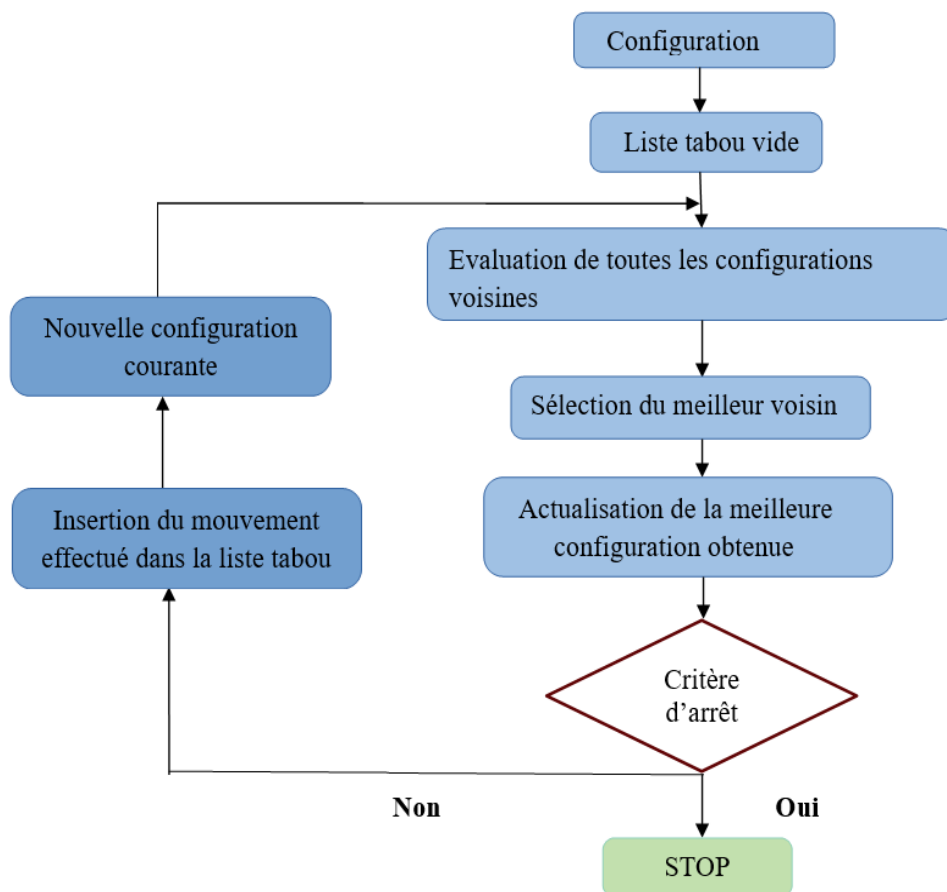 Configuration
Liste tabou vide
Evaluation de toutes les configurations
voisines
Nouvelle configuration
courante
Sélection du meilleur voisin
Insertion du mouvement
effectué dans la liste tabou
Actualisation de la meilleure
configuration obtenue
Critère
d’arrêt
Non
Oui
STOP